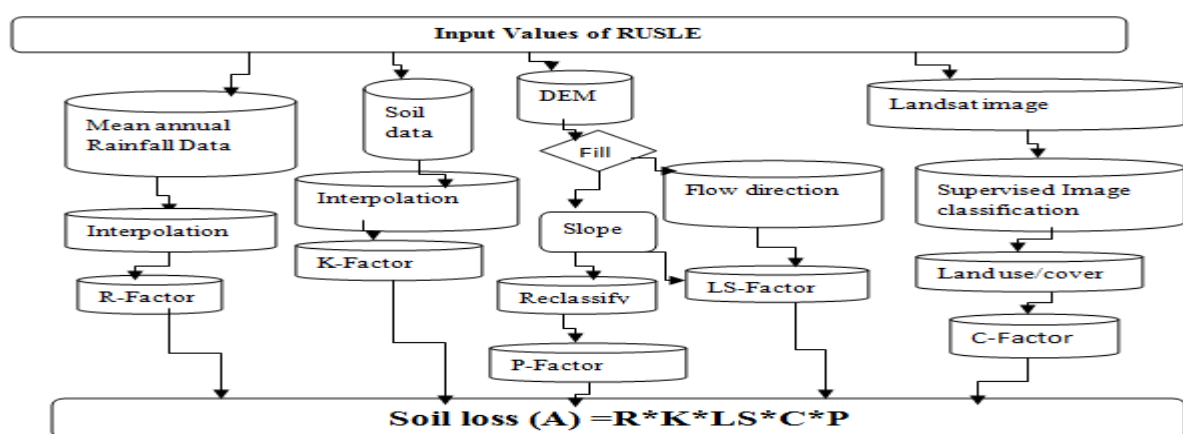 Input Values of RUSLE
Mean annual
Rainfall Data
Soil
data
DEM
Landsat image
Fill
Interpolation
Flow direction
Supervised Image
classification
Interpolation
Slope
K-Factor
Land use/cover
R-Factor
Reclassify
LS-Factor
C-Factor
P-Factor
Soil loss (A) =R*K*LS*C*P